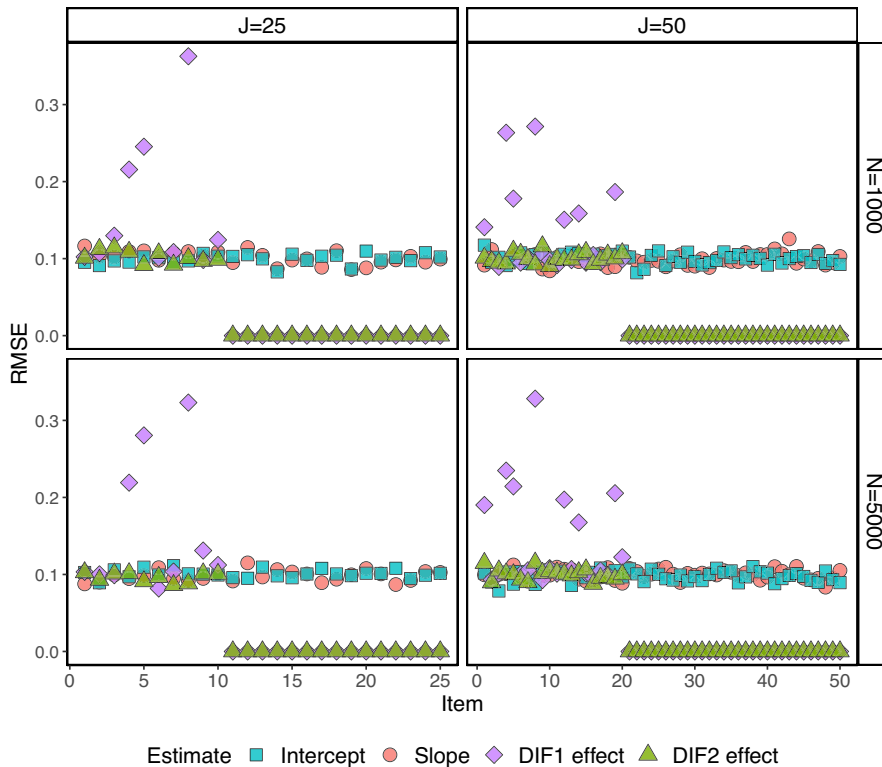 J=25 J=50
0.3
0.2
0.1
0.0
N=1000
RMSE
0.3
0.2
0.1
0.0
N=5000
0 5 10 15 20 25 0 10 20 30 40 50
Item
Estimate Intercept Slope DIF1 effect DIF2 effect